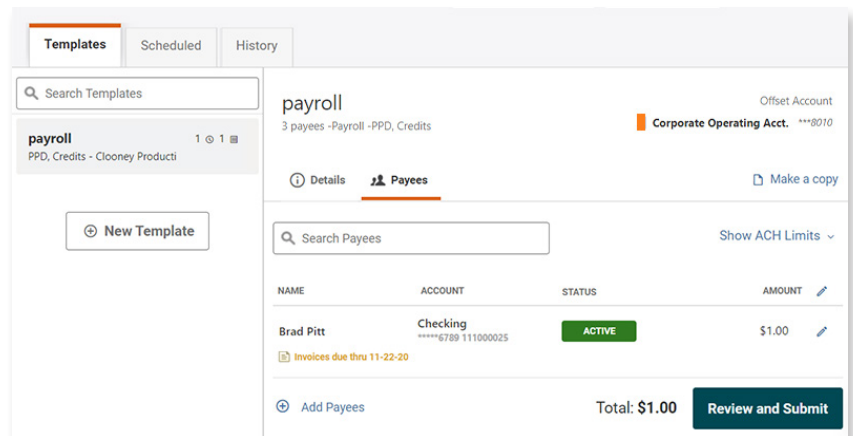 Templates
Scheduled
History
Search Templates
payroll 1 1
PPD, Credits - Clooney Producti
New Template
payroll
3 payees -Payroll -PPD, Credits
Offset Account
Corporate Operating Acct. ***8010
Details
Payees
Make a copy
Search Payees
Show ACH Limits
NAME ACCOUNT STATUS AMOUNT
Brad Pitt Checking ACTIVE $1.00
*****6789 111000025
Invoices due thru 11-22-20
Add Payees
Total: $1.00
Review and Submit